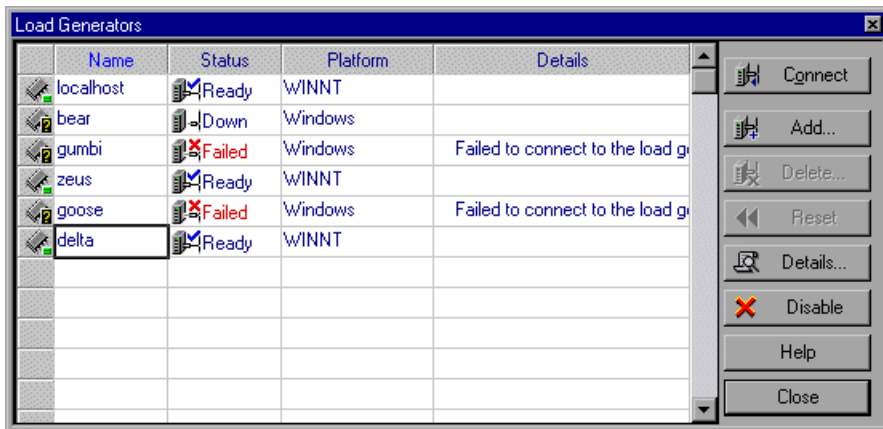 Load Generators
Name Status Platform Details
localhost Ready WINNT
bear Down Windows
gumbi Failed Windows Failed to connect to the load g
zeus Ready WINNT
goose Failed Windows Failed to connect to the load g
delta Ready WINNT
Connect
Add...
Delete...
Reset
Details...
Disable
Help
Close